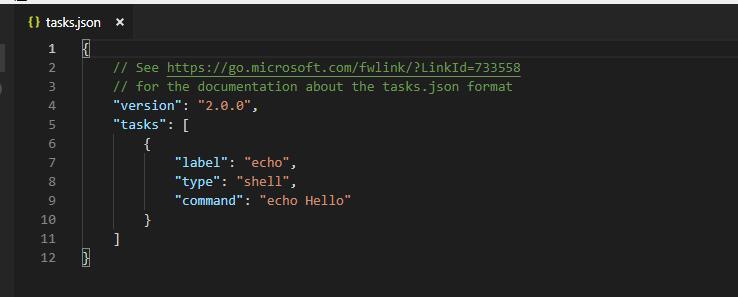 {} tasks.json ×
1 {
2 // See https://go.microsoft.com/fwlink/?LinkId=733558
3 // for the documentation about the tasks.json format
4 "version": "2.0.0",
5 "tasks": [
6 {
7 "label": "echo",
8 "type": "shell",
9 "command": "echo Hello"
10 }
11 ]
12 }